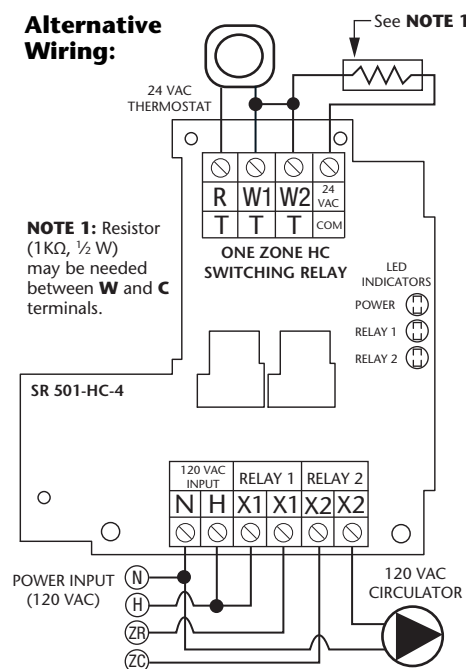 Alternative
Wiring:
See NOTE 1
24 VAC
THERMOSTAT
R W1 W2 24
VAC
T T T COM
NOTE 1: Resistor
(1KΩ, ½ W)
may be needed
between W and C
terminals.
ONE ZONE HC
SWITCHING RELAY
LED
INDICATORS
POWER
RELAY 1
RELAY 2
SR 501-HC-4
120 VAC
INPUT
RELAY 1
RELAY 2
N H X1 X1 X2 X2
POWER INPUT
(120 VAC)
N
H
ZR
ZC
120 VAC
CIRCULATOR